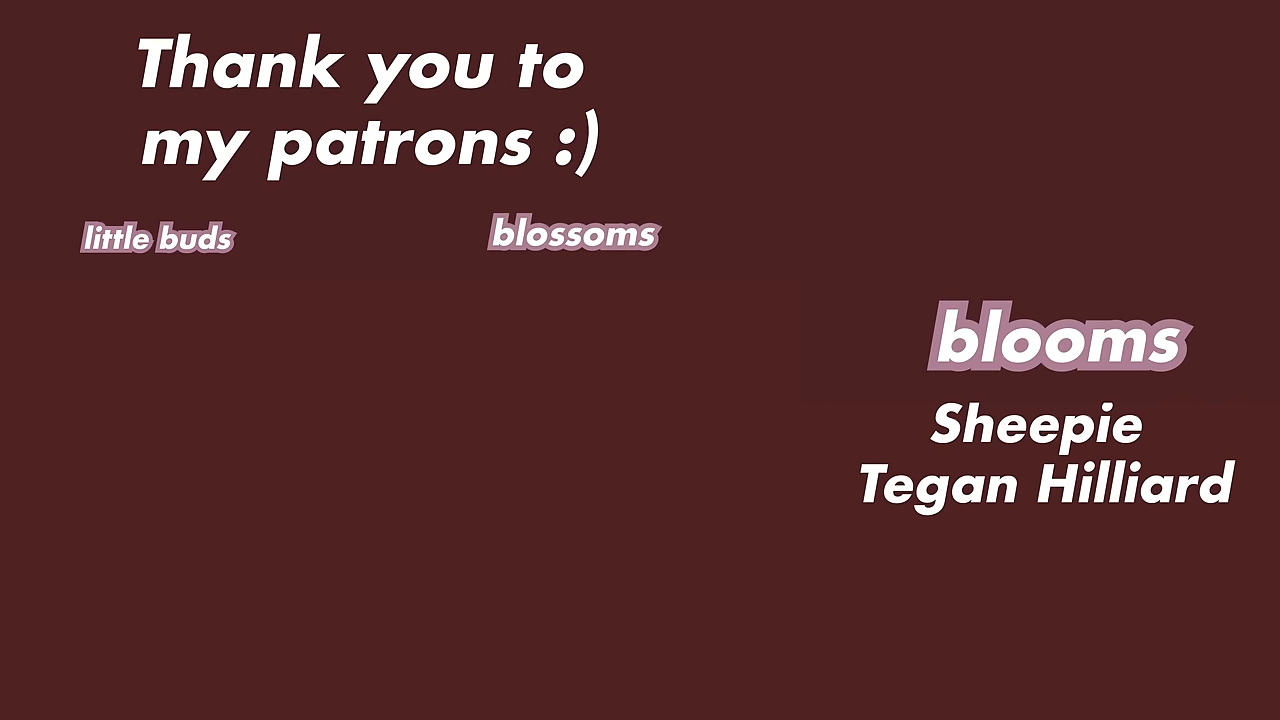 Thank you to
my patrons :)
little buds
blossoms
blooms
Sheepie
Tegan Hilliard